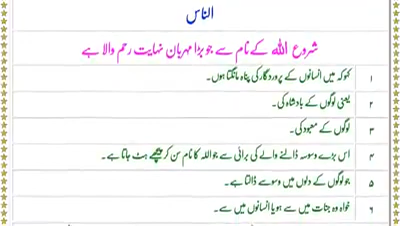 الناس
شروع اللہ کے نام سے جو بڑا مہربان نہایت رحم والا ہے
۱ کہو کہ میں انسانوں کے پروردگار کی پناہ مانگتا ہوں۔
۲ یعنی لوگوں کے بادشاہ کی۔
۳ لوگوں کے معبود کی۔
۴ اس بڑے وسوسہ ڈالنے والے کی برائی سے جو اللہ کا نام سن کر پیچھے ہٹ جاتا ہے۔
۵ جو لوگوں کے دلوں میں وسوسے ڈالتا ہے۔
۶ خواہ وہ جنات میں سے ہو یا انسانوں میں سے۔